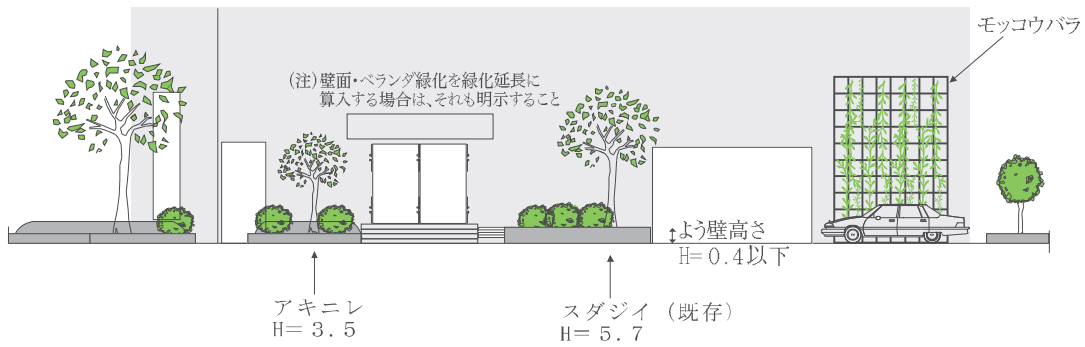 モッコウバラ
(注)壁面・ベランダ緑化を緑化延長に
算入する場合は、それも明示すること
よう壁高さ
H=0.4以下
アキニレ
H=3.5
スダジイ(既存)
H=5.7